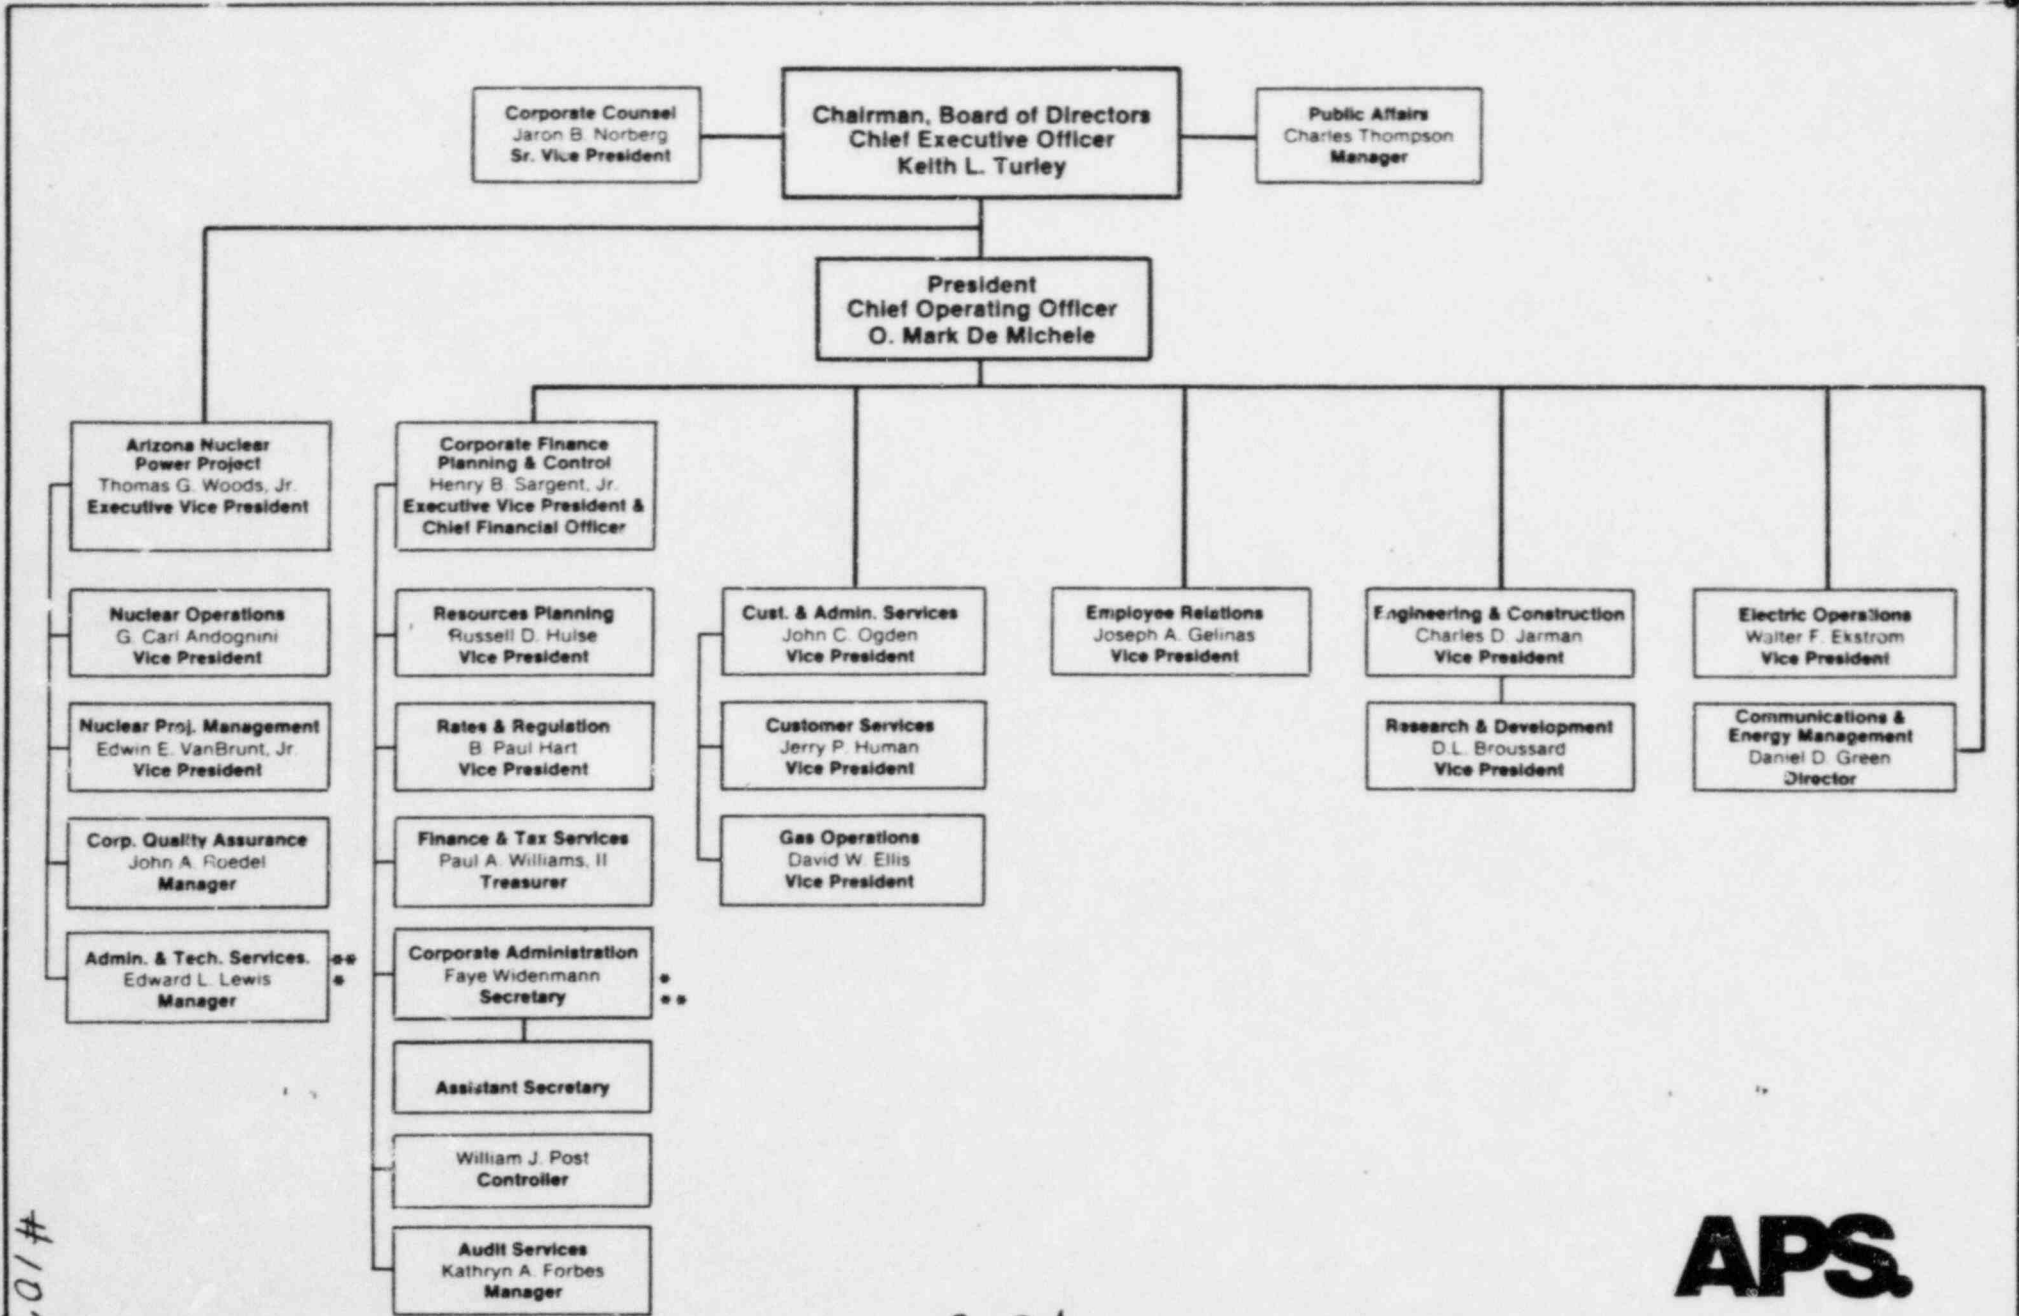 Corporate Counsel
Jaron B. Norberg
Sr. Vice President
Chairman, Board of Directors
Chief Executive Officer
Keith L. Turley
Public Affairs
Charles Thompson
Manager
President
Chief Operating Officer
O. Mark De Michele
Arizona Nuclear
Power Project
Thomas G. Woods, Jr.
Executive Vice President
Nuclear Operations
G. Carl Andognini
Vice President
Nuclear Proj. Management
Edwin E. VanBrunt, Jr.
Vice President
Corp. Quality Assurance
John A. Roedel
Manager
Admin. & Tech. Services. **
Edward L. Lewis *
Manager
Corporate Finance
Planning & Control
Henry B. Sargent, Jr.
Executive Vice President &
Chief Financial Officer
Resources Planning
Russell D. Hulse
Vice President
Rates & Regulation
B. Paul Hart
Vice President
Finance & Tax Services
Paul A. Williams, II
Treasurer
Corporate Administration
Faye Widenmann *
Secretary **
Assistant Secretary
William J. Post
Controller
Audit Services
Kathryn A. Forbes
Manager
Cust. & Admin. Services
John C. Ogden
Vice President
Customer Services
Jerry P. Human
Vice President
Gas Operations
David W. Ellis
Vice President
Employee Relations
Joseph A. Gelinas
Vice President
Engineering & Construction
Charles D. Jarman
Vice President
Research & Development
D.L. Broussard
Vice President
Electric Operations
Walter F. Ekstrom
Vice President
Communications &
Energy Management
Daniel D. Green
Director
APS.